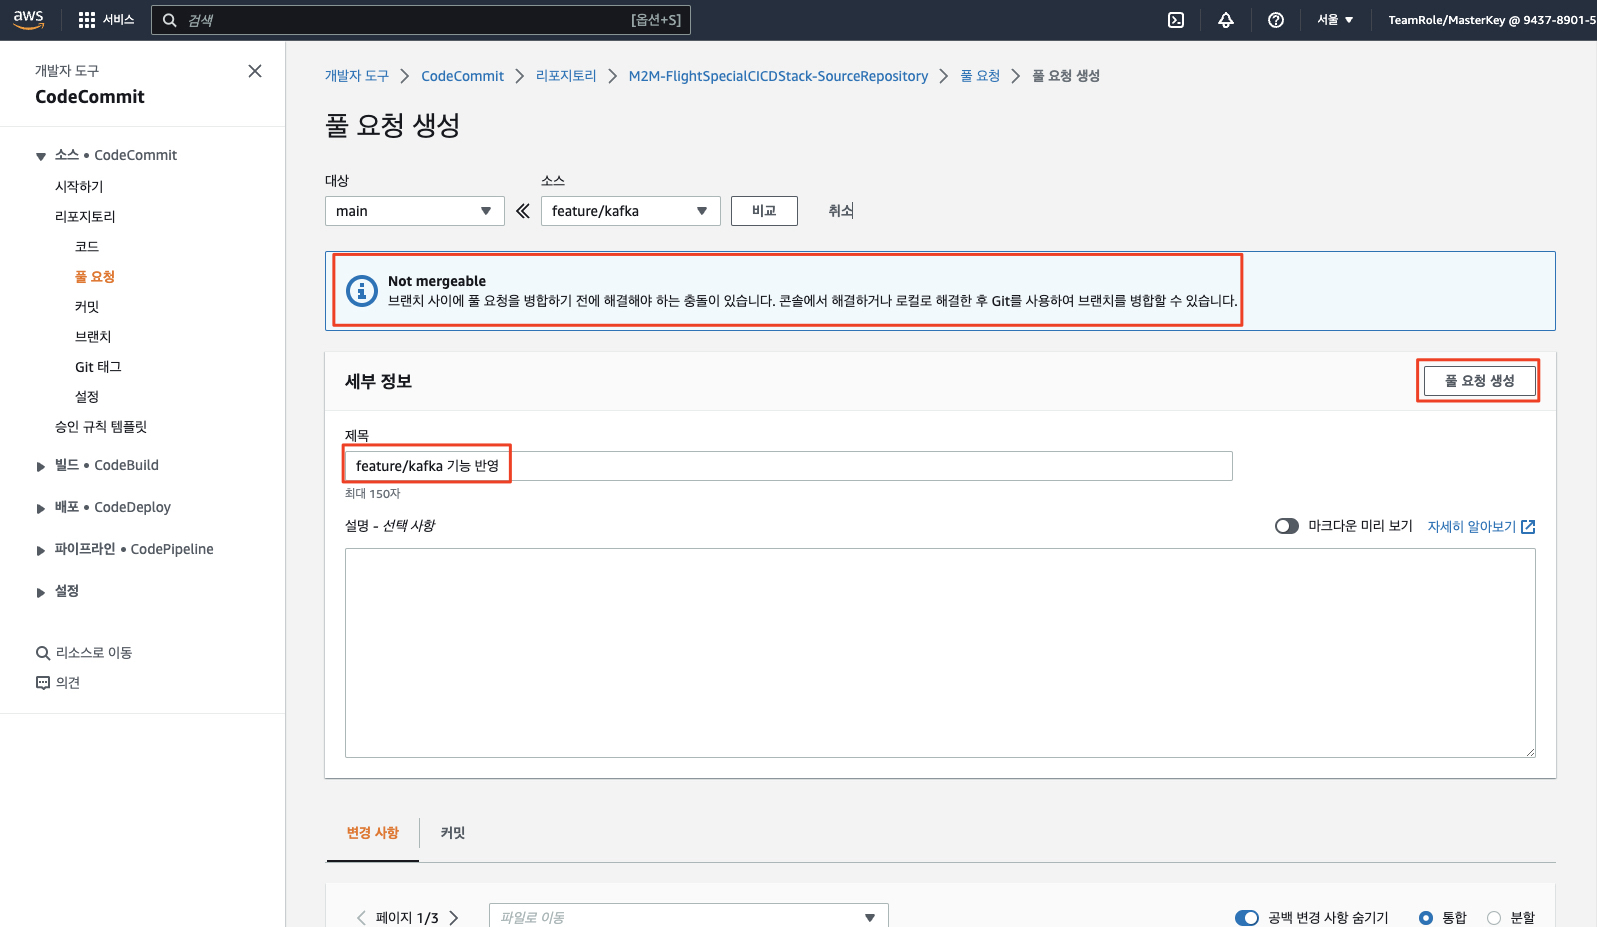 aws
서비스
검색
[옵션+S]
서울
TeamRole/MasterKey @ 9437-8901-5
개발자 도구
CodeCommit
소스 • CodeCommit
시작하기
리포지토리
코드
풀 요청
커밋
브랜치
Git 태그
설정
승인 규칙 템플릿
빌드 • CodeBuild
배포 • CodeDeploy
파이프라인 • CodePipeline
설정
리소스로 이동
의견
개발자 도구 > CodeCommit > 리포지토리 > M2M-FlightSpecialCICDStack-SourceRepository > 풀 요청 > 풀 요청 생성
풀 요청 생성
대상
소스
main
feature/kafka
비교
취소
Not mergeable
브랜치 사이에 풀 요청을 병합하기 전에 해결해야 하는 충돌이 있습니다. 콘솔에서 해결하거나 로컬로 해결한 후 Git를 사용하여 브랜치를 병합할 수 있습니다.
세부 정보
풀 요청 생성
제목
feature/kafka 기능 반영
최대 150자
설명 - 선택 사항
마크다운 미리 보기
자세히 알아보기
변경 사항
커밋
페이지 1/3
파일로 이동
공백 변경 사항 숨기기
통합
분할